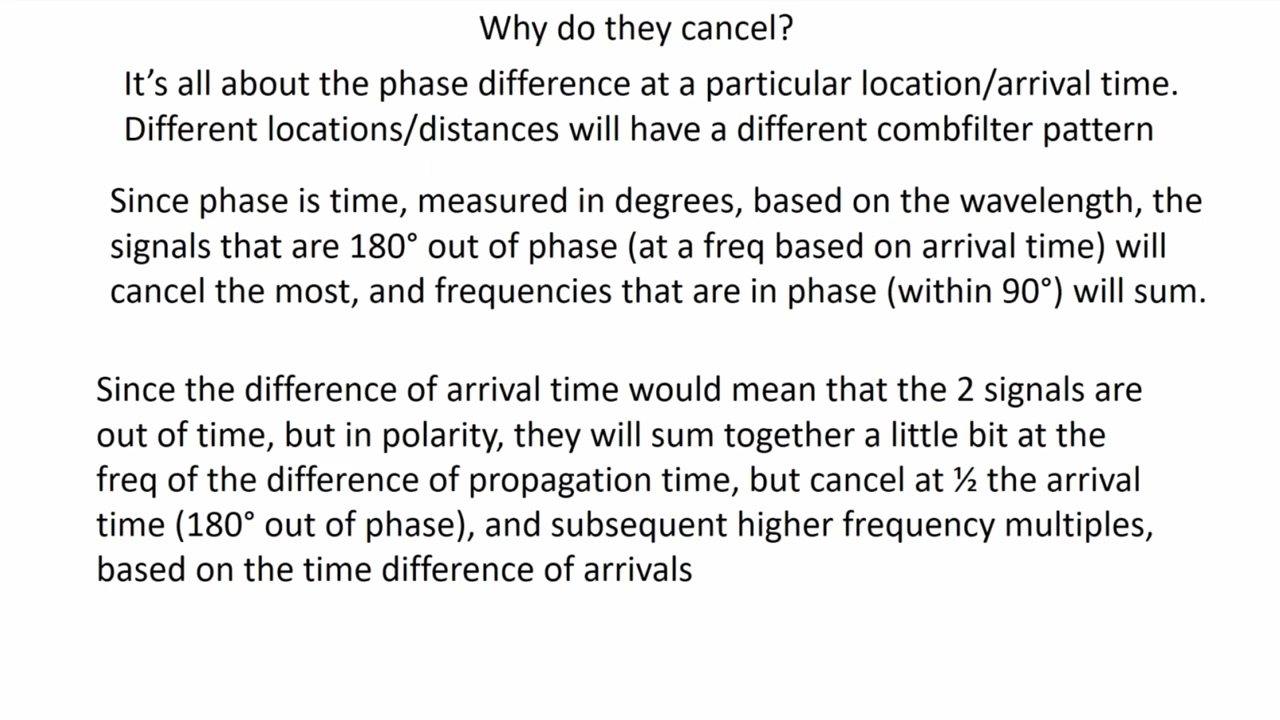 Why do they cancel?
It’s all about the phase difference at a particular location/arrival time.
Different locations/distances will have a different combfilter pattern
Since phase is time, measured in degrees, based on the wavelength, the
signals that are 180° out of phase (at a freq based on arrival time) will
cancel the most, and frequencies that are in phase (within 90°) will sum.
Since the difference of arrival time would mean that the 2 signals are
out of time, but in polarity, they will sum together a little bit at the
freq of the difference of propagation time, but cancel at ½ the arrival
time (180° out of phase), and subsequent higher frequency multiples,
based on the time difference of arrivals